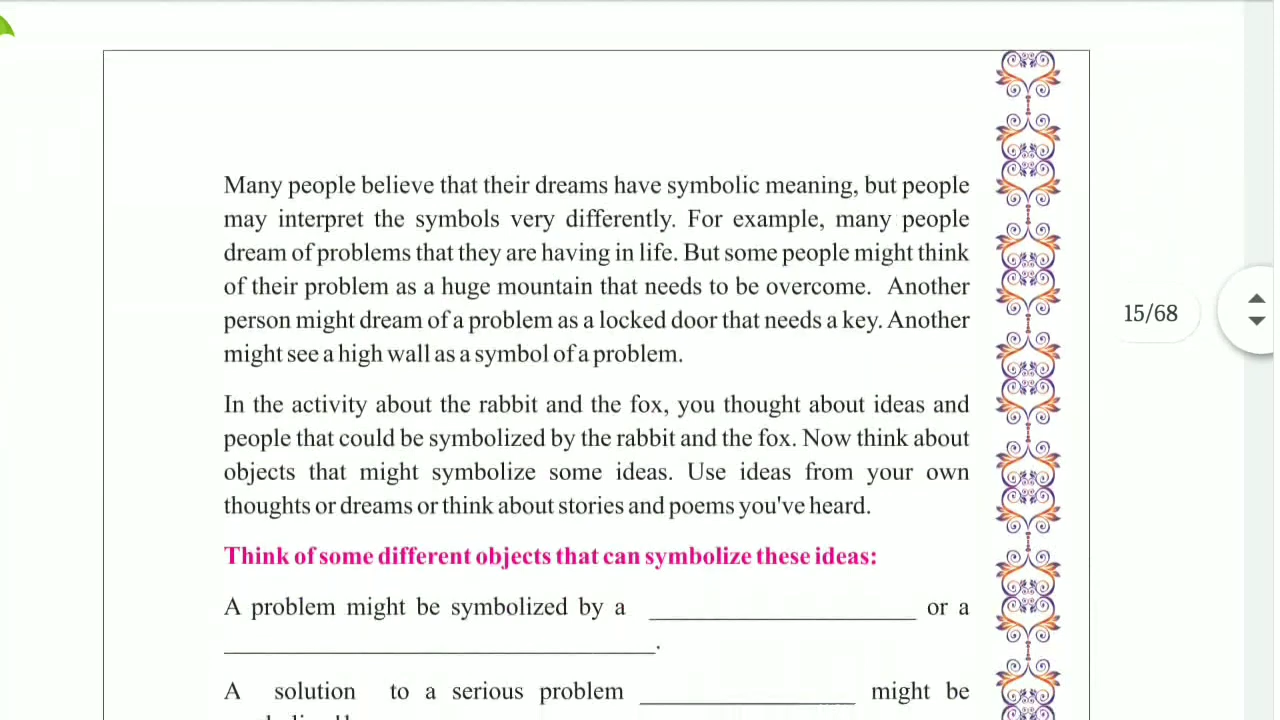 Many people believe that their dreams have symbolic meaning, but people
may interpret the symbols very differently. For example, many people
dream of problems that they are having in life. But some people might think
of their problem as a huge mountain that needs to be overcome. Another
person might dream of a problem as a locked door that needs a key. Another
might see a high wall as a symbol of a problem.
In the activity about the rabbit and the fox, you thought about ideas and
people that could be symbolized by the rabbit and the fox. Now think about
objects that might symbolize some ideas. Use ideas from your own
thoughts or dreams or think about stories and poems you've heard.
Think of some different objects that can symbolize these ideas:
A problem might be symbolized by a ____________________ or a
________________________________.
A solution to a serious problem ________________ might be
15/68